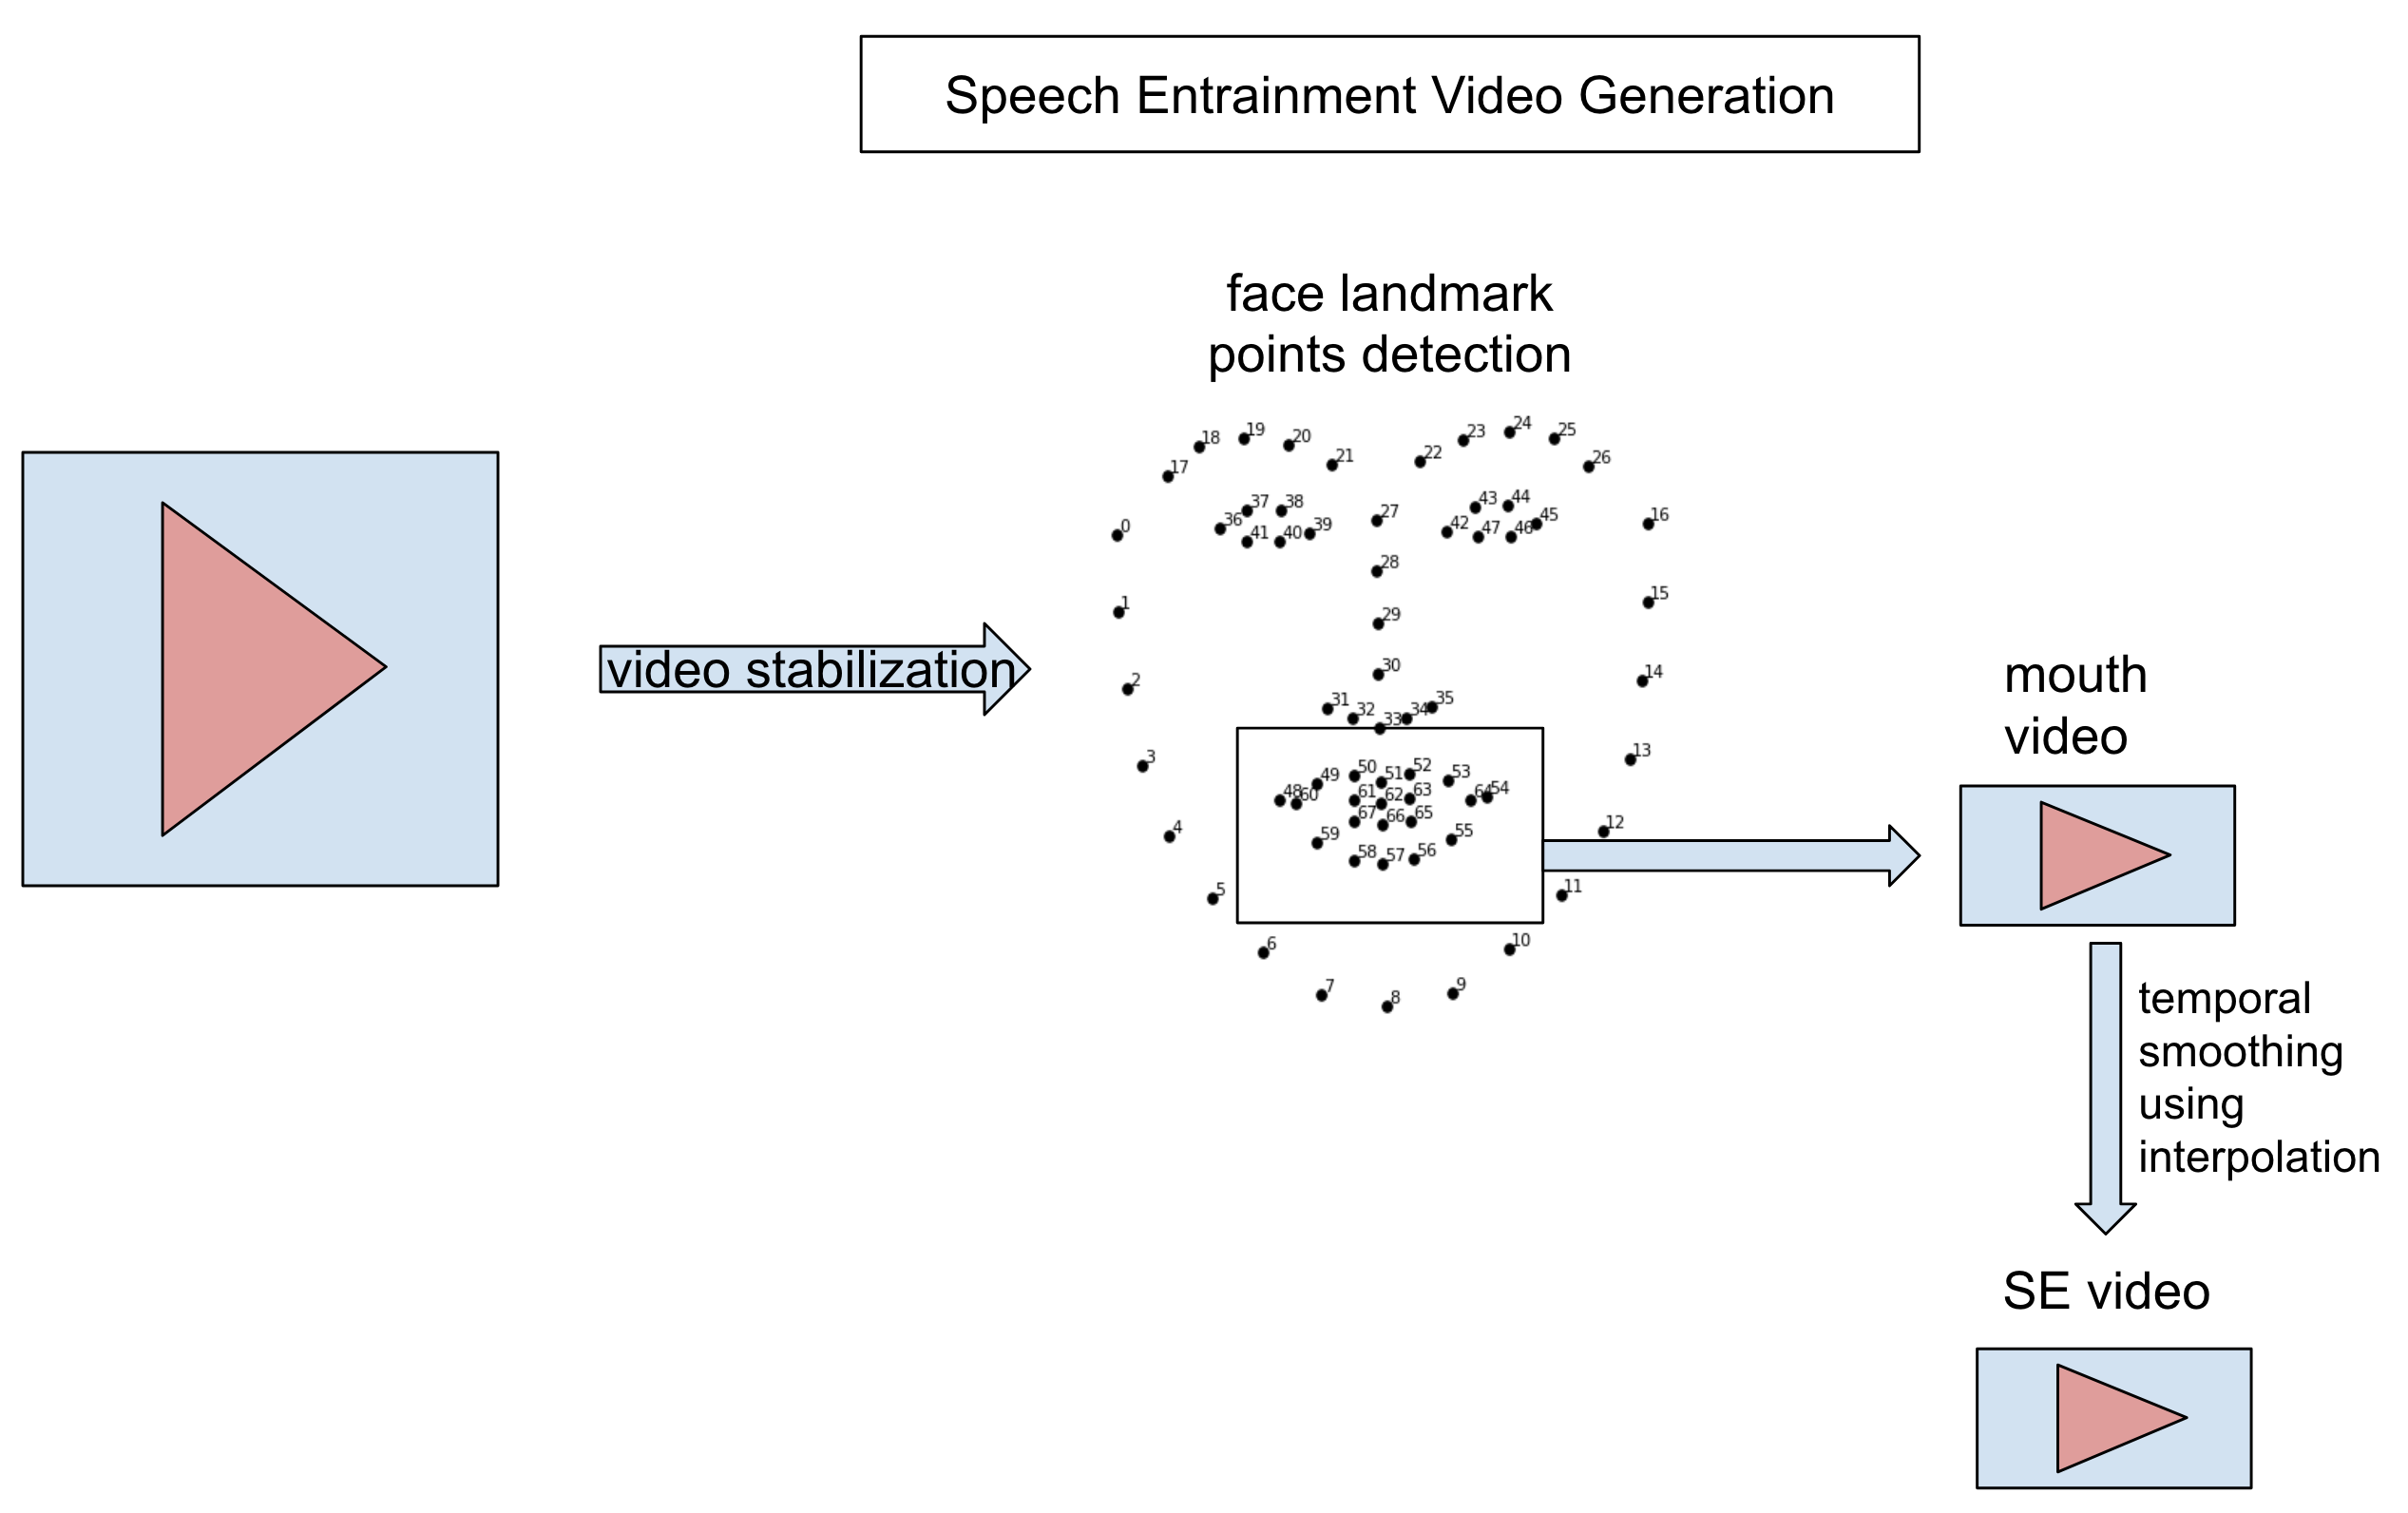 Speech Entrainment Video Generation
face landmark
points detection
18 19 20 21 22 23 24 25 26
17
0 36 37 38 39 27 42 43 44 45 16
41 40 47 46
28
1 29 15
video stabilization
2 30 14
31 32 33 34 35
mouth
video
3 13
48 60 49 50 51 52 53 64 54
61 62 63
67 66 65
4 59 58 57 56 55 12
5 11
6 10
7 8 9
temporal
smoothing
using
interpolation
SE video